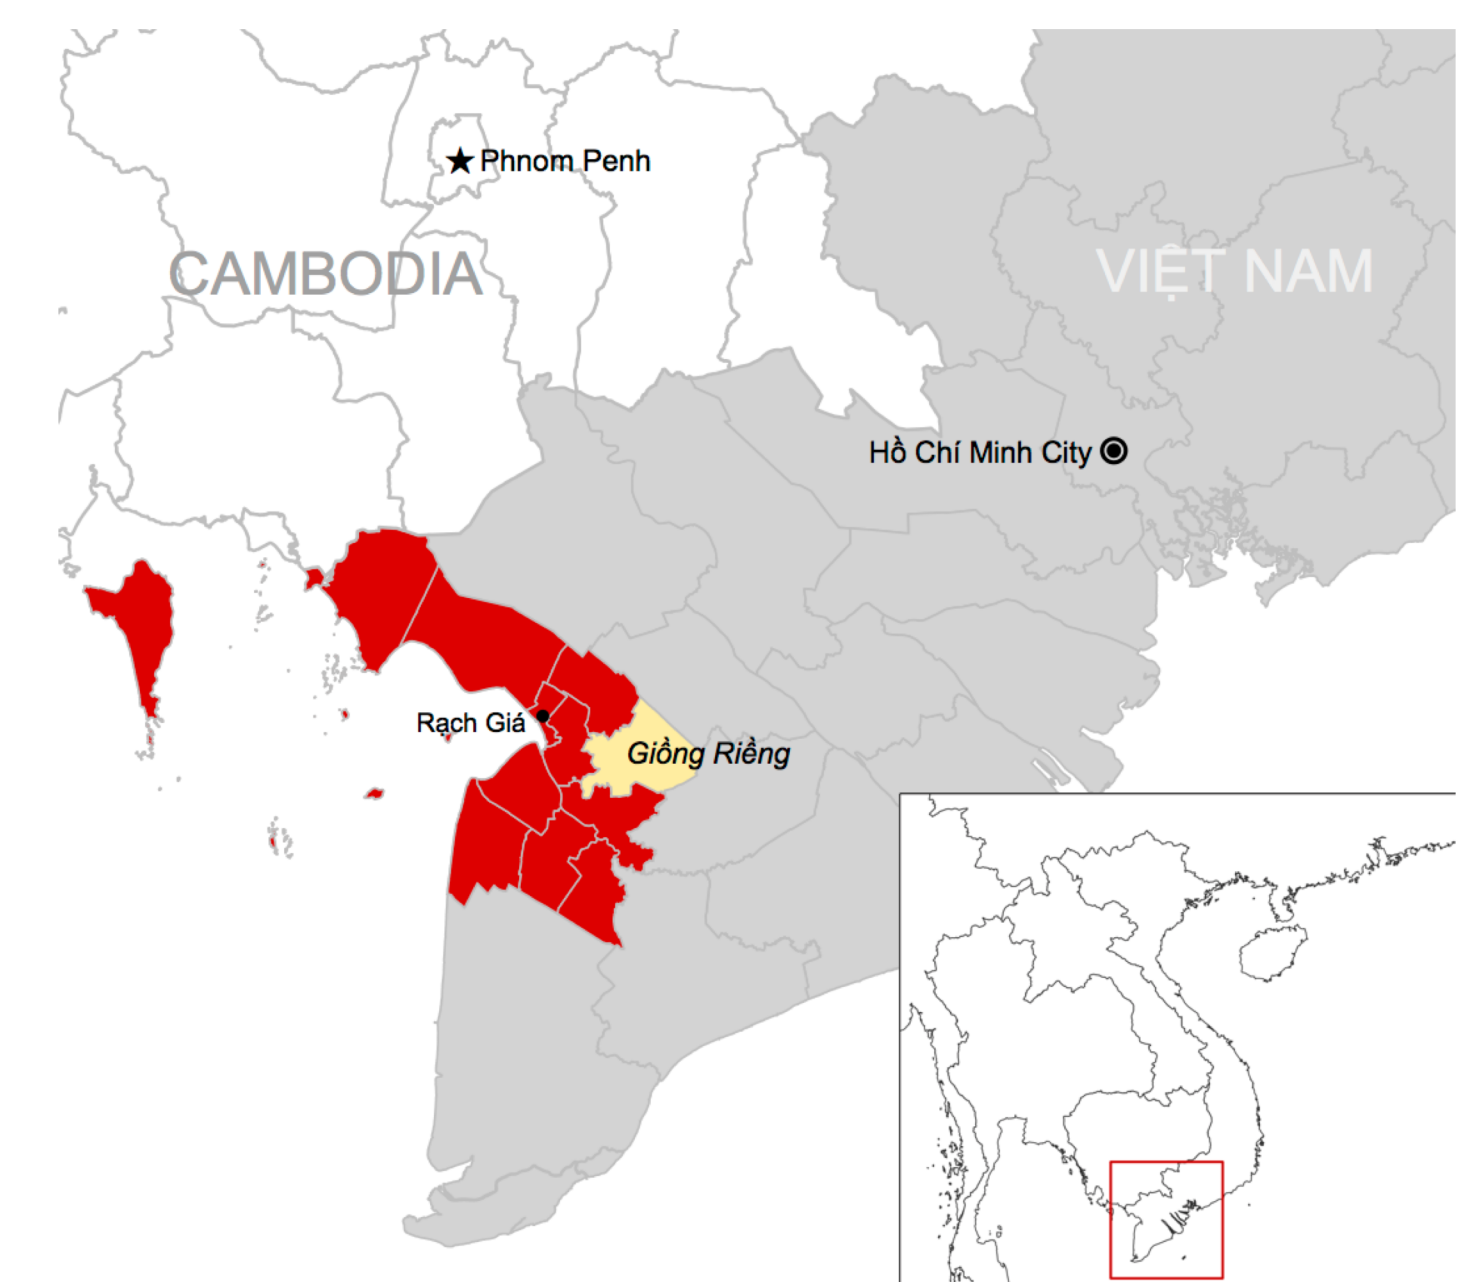 Phnom Penh
CAMBODIA
VIỆT NAM
Hồ Chí Minh City
Rạch Giá
Giồng Riềng